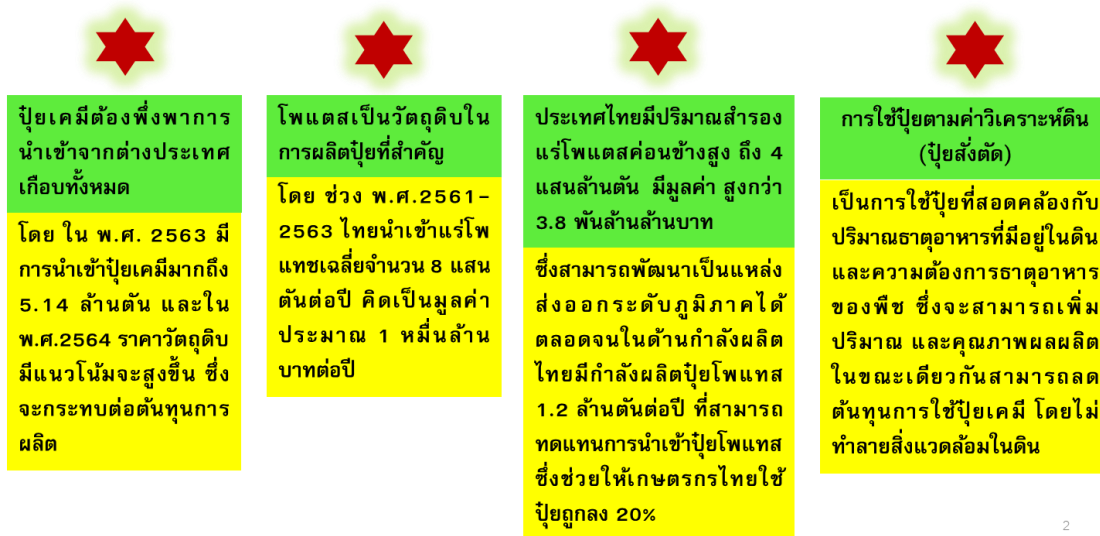 ปุ๋ยเคมีต้องพึ่งพาการ
นำเข้าจากต่างประเทศ
เกือบทั้งหมด
โดย ใน พ.ศ. 2563 มี
การนำเข้าปุ๋ยเคมีมากถึง
5.14 ล้านตัน และใน
พ.ศ.2564 ราคาวัตถุดิบ
มีแนวโน้มจะสูงขึ้น ซึ่ง
จะกระทบต่อต้นทุนการ
ผลิต
โพแตสเป็นวัตถุดิบใน
การผลิตปุ๋ยที่สำคัญ
โดย ช่วง พ.ศ.2561-
2563 ไทยนำเข้าแร่โพ
แทชเฉลี่ยจำนวน 8 แสน
ตันต่อปี คิดเป็นมูลค่า
ประมาณ 1 หมื่นล้าน
บาทต่อปี
ประเทศไทยมีปริมาณสำรอง
แร่โพแตสค่อนข้างสูง ถึง 4
แสนล้านตัน มีมูลค่า สูงกว่า
3.8 พันล้านล้านบาท
ซึ่งสามารถพัฒนาเป็นแหล่ง
ส่งออกระดับภูมิภาคได้
ตลอดจนในด้านกำลังผลิต
ไทยมีกำลังผลิตปุ๋ยโพแทส
1.2 ล้านตันต่อปี ที่สามารถ
ทดแทนการนำเข้าปุ๋ยโพแทส
ซึ่งช่วยให้เกษตรกรไทยใช้
ปุ๋ยถูกลง 20%
การใช้ปุ๋ยตามค่าวิเคราะห์ดิน
(ปุ๋ยสั่งตัด)
เป็นการใช้ปุ๋ยที่สอดคล้องกับ
ปริมาณธาตุอาหารที่มีอยู่ในดิน
และความต้องการธาตุอาหาร
ของพืช ซึ่งจะสามารถเพิ่ม
ปริมาณ และคุณภาพผลผลิต
ในขณะเดียวกันสามารถลด
ต้นทุนการใช้ปุ๋ยเคมี โดยไม่
ทำลายสิ่งแวดล้อมในดิน
2